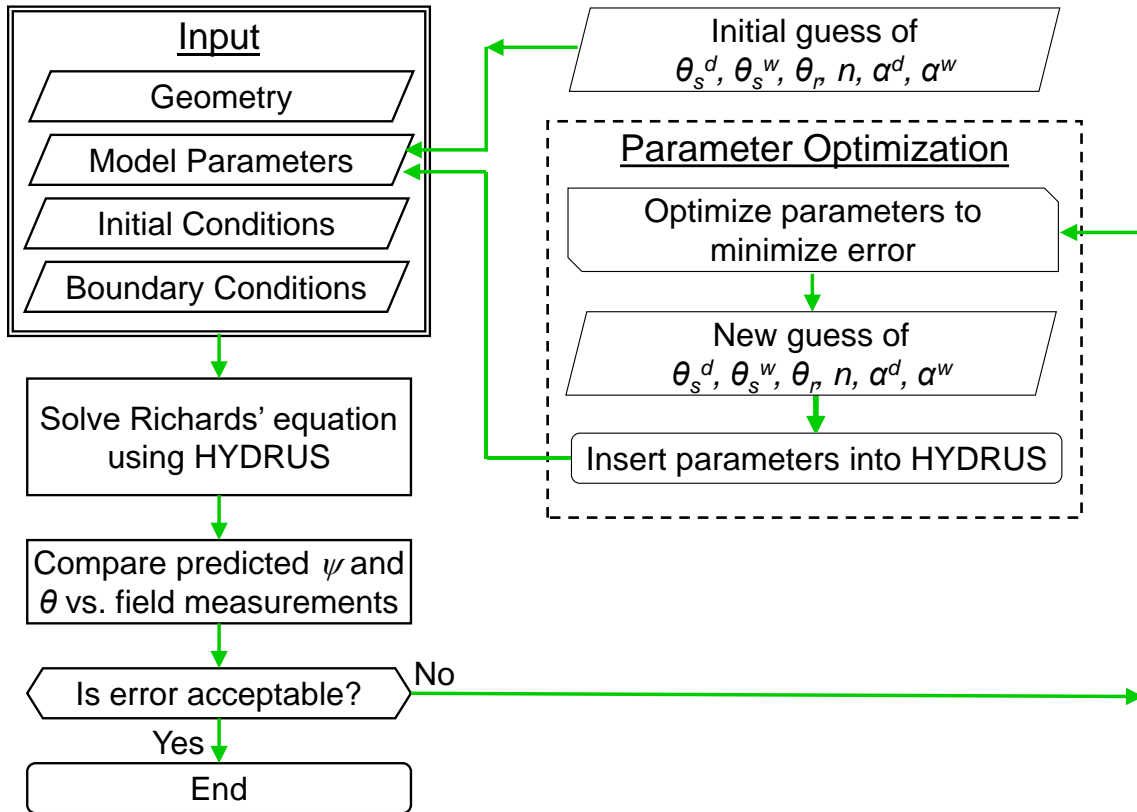 Input
Geometry
Model Parameters
Initial Conditions
Boundary Conditions
Solve Richards’ equation
using HYDRUS
Compare predicted ψ and
θ vs. field measurements
Is error acceptable?
No
Yes
End
Initial guess of
θₛᵈ, θₛʷ, θᵣ, n, αᵈ, αʷ
Parameter Optimization
Optimize parameters to
minimize error
New guess of
θₛᵈ, θₛʷ, θᵣ, n, αᵈ, αʷ
Insert parameters into HYDRUS